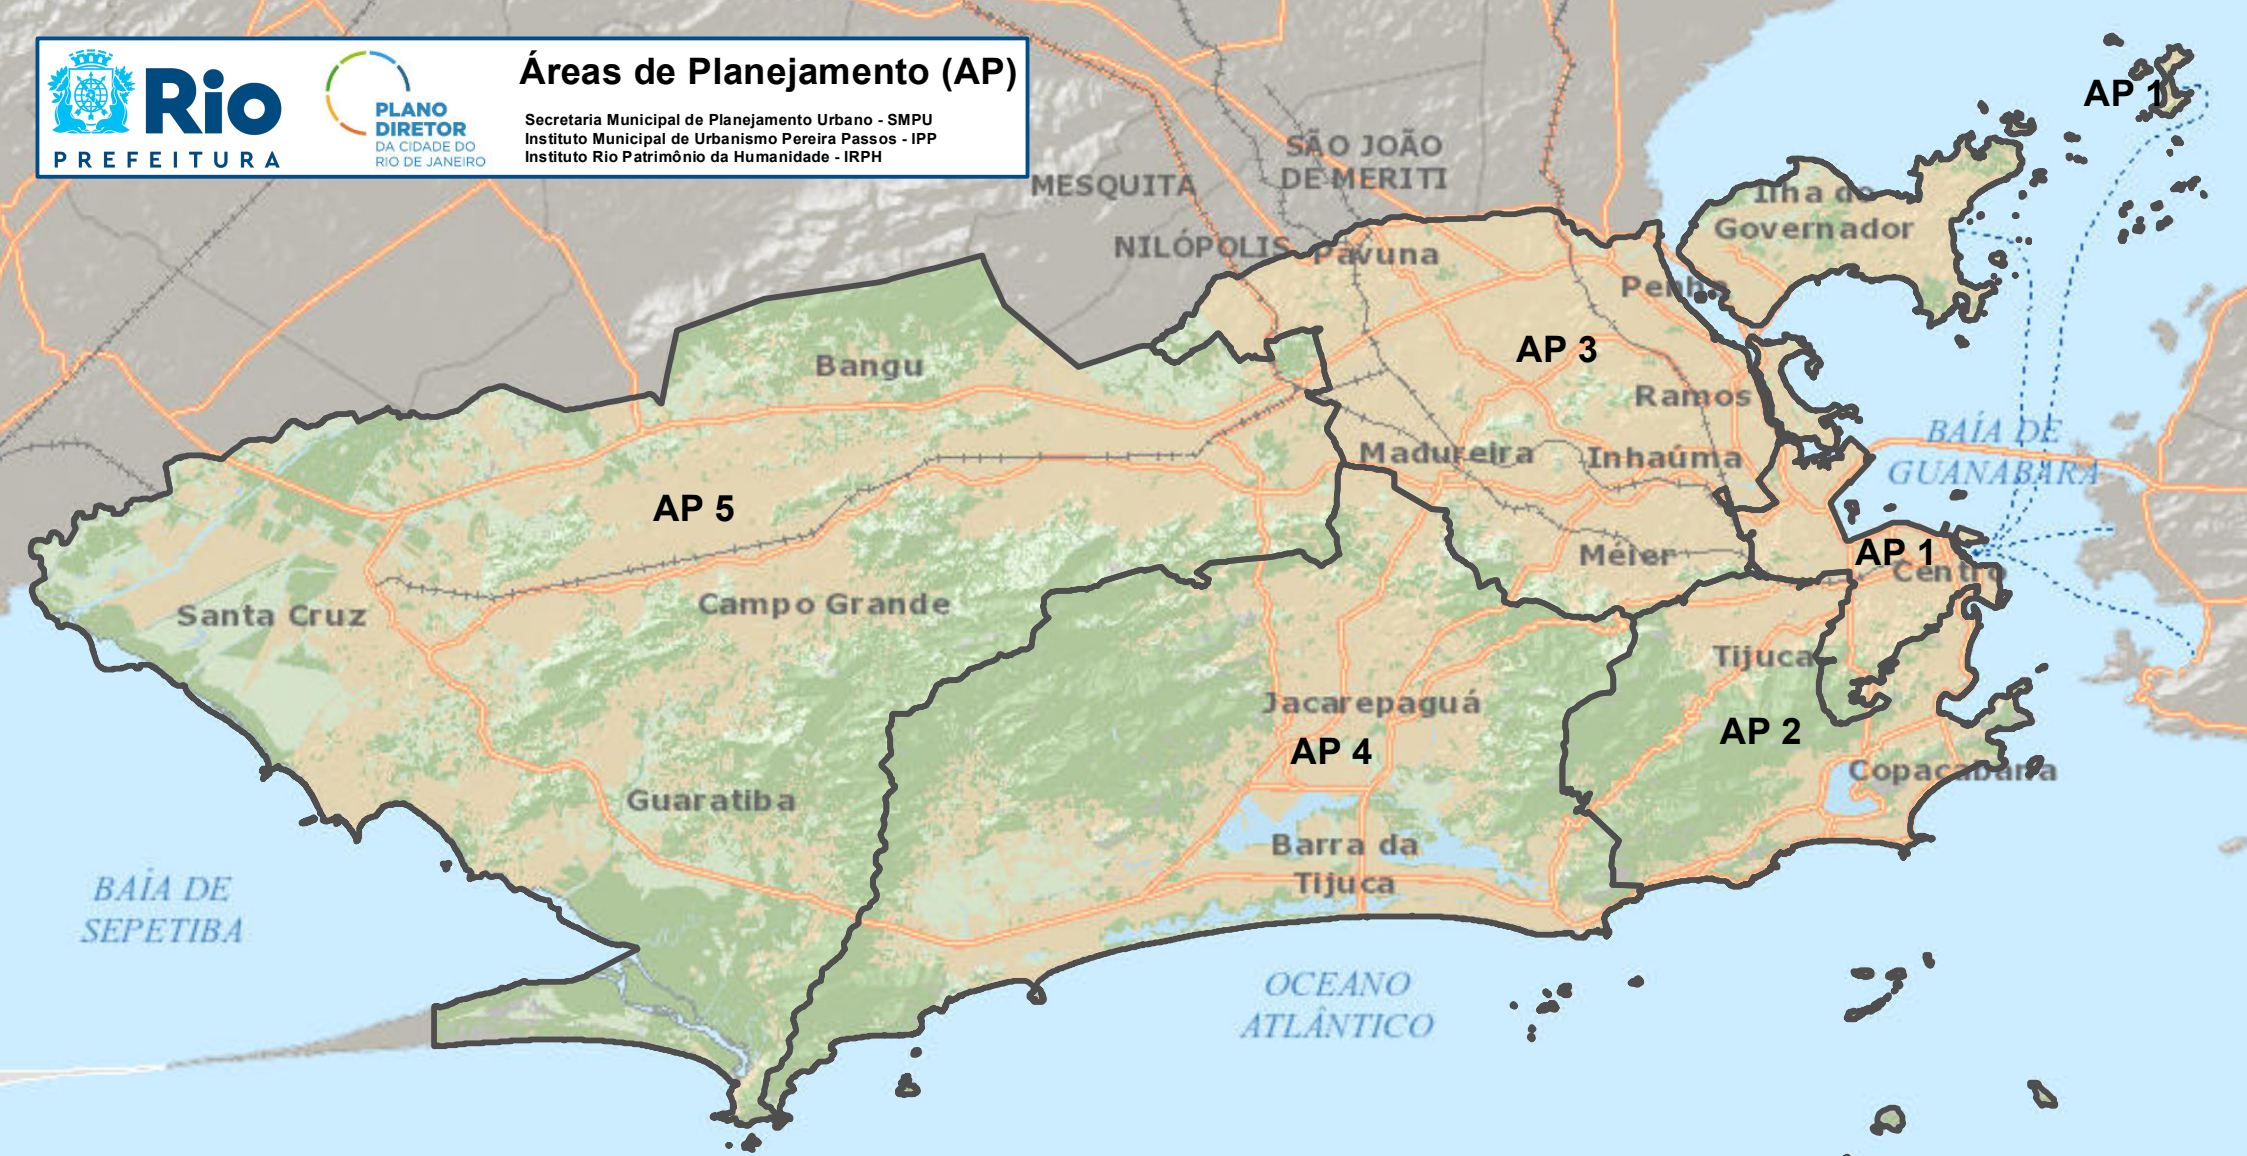 Rio
PREFEITURA
PLANO
DIRETOR
DA CIDADE DO
RIO DE JANEIRO
Áreas de Planejamento (AP)
Secretaria Municipal de Planejamento Urbano - SMPU
Instituto Municipal de Urbanismo Pereira Passos - IPP
Instituto Rio Patrimônio da Humanidade - IRPH
AP 1
SÃO JOÃO
DE MERITI
MESQUITA
NILÓPOLIS
Pavuna
Ilha do
Governador
Penha
AP 3
Bangu
Ramos
BAÍA DE
GUANABARA
Madureira
Inhaúma
AP 5
Méier
AP 1
Centro
Santa Cruz
Campo Grande
Tijuca
Jacarepaguá
AP 2
AP 4
Copacabana
Guaratiba
Barra da
Tijuca
BAÍA DE
SEPETIBA
OCEANO
ATLÂNTICO